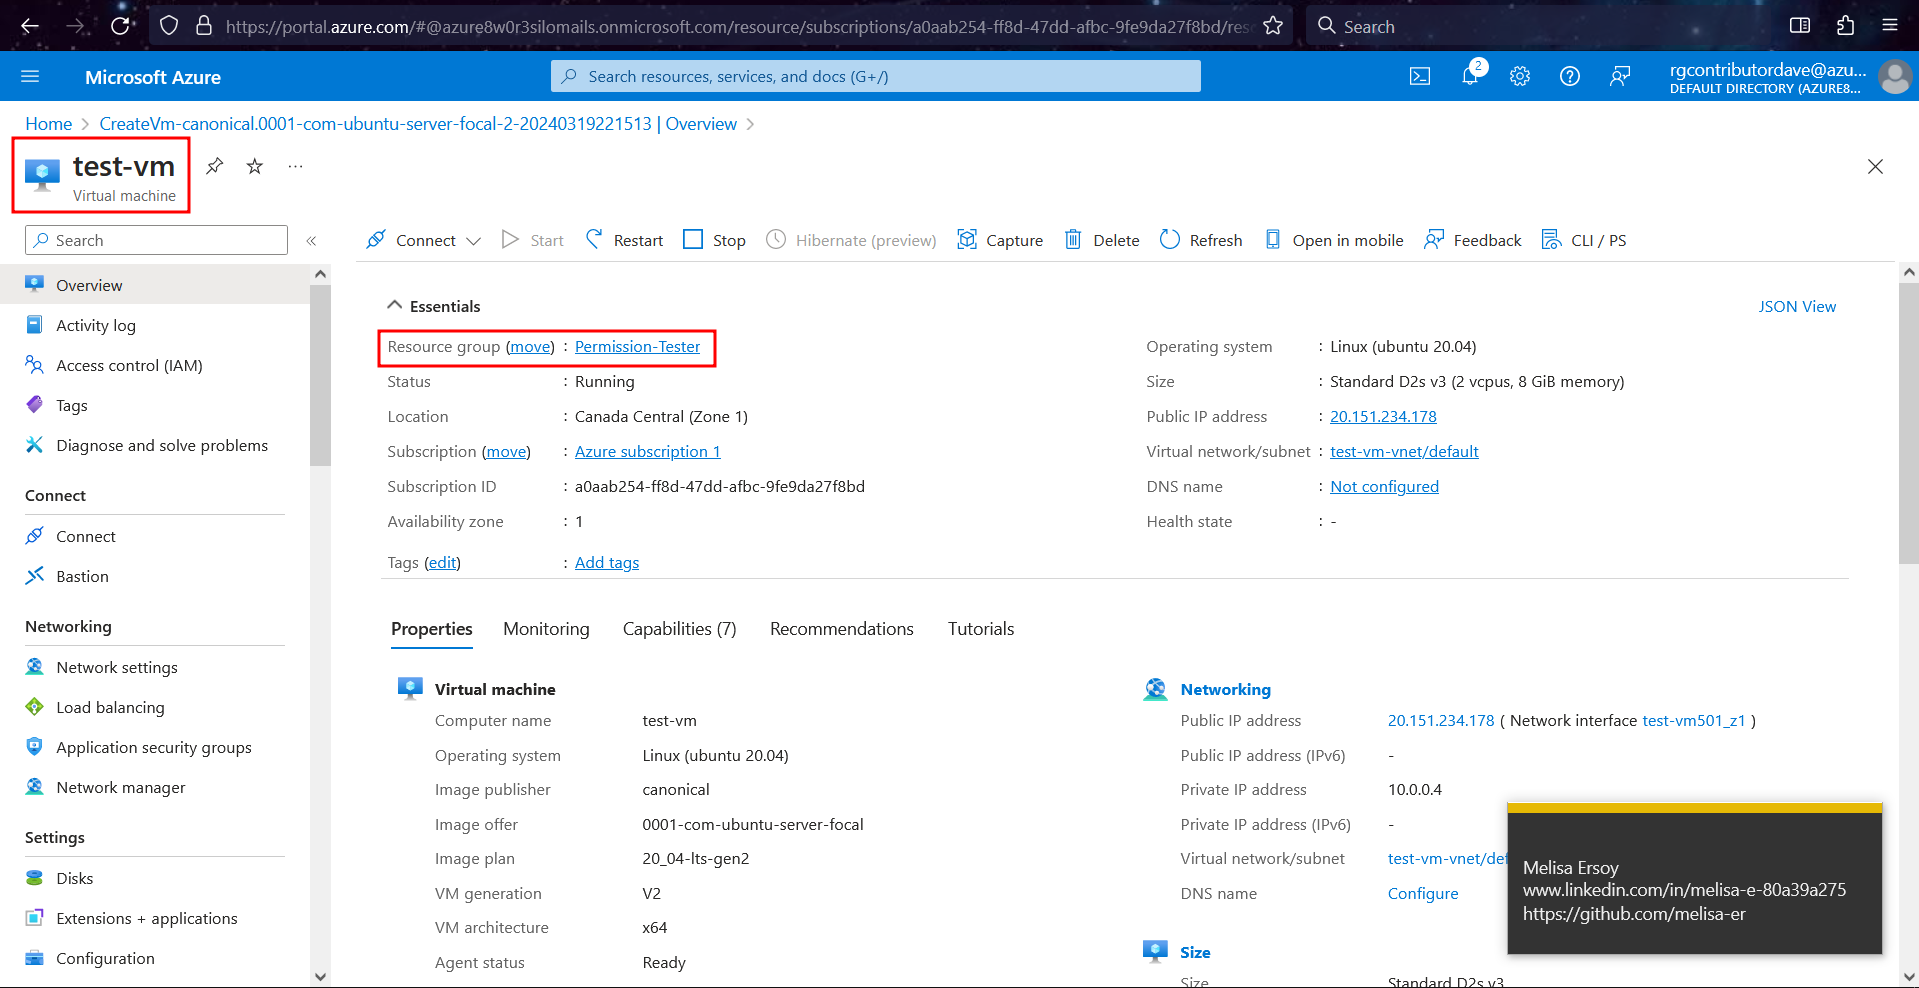 https://portal.azure.com/#@azure8w0r3silomails.onmicrosoft.com/resource/subscriptions/a0aab254-ff8d-47dd-afbc-9fe9da27f8bd/res
Search
Microsoft Azure
Search resources, services, and docs (G+/)
2
rgcontributordave@azu...
DEFAULT DIRECTORY (AZURE8...
Home > CreateVm-canonical.0001-com-ubuntu-server-focal-2-20240319221513 | Overview >
test-vm
Virtual machine
Search
Connect
Start
Restart
Stop
Hibernate (preview)
Capture
Delete
Refresh
Open in mobile
Feedback
CLI / PS
Overview
Activity log
Access control (IAM)
Tags
Diagnose and solve problems
Connect
Connect
Bastion
Networking
Network settings
Load balancing
Application security groups
Network manager
Settings
Disks
Extensions + applications
Configuration
Essentials
JSON View
Resource group (move) : Permission-Tester
Status : Running
Location : Canada Central (Zone 1)
Subscription (move) : Azure subscription 1
Subscription ID : a0aab254-ff8d-47dd-afbc-9fe9da27f8bd
Availability zone : 1
Tags (edit) : Add tags
Operating system : Linux (ubuntu 20.04)
Size : Standard D2s v3 (2 vcpus, 8 GiB memory)
Public IP address : 20.151.234.178
Virtual network/subnet : test-vm-vnet/default
DNS name : Not configured
Health state : -
Properties
Monitoring
Capabilities (7)
Recommendations
Tutorials
Virtual machine
Computer name test-vm
Operating system Linux (ubuntu 20.04)
Image publisher canonical
Image offer 0001-com-ubuntu-server-focal
Image plan 20_04-lts-gen2
VM generation V2
VM architecture x64
Agent status Ready
Networking
Public IP address 20.151.234.178 ( Network interface test-vm501_z1 )
Public IP address (IPv6) -
Private IP address 10.0.0.4
Private IP address (IPv6) -
Virtual network/subnet test-vm-vnet/def
DNS name Configure
Size
Size Standard D2s v3
Melisa Ersoy
www.linkedin.com/in/melisa-e-80a39a275
https://github.com/melisa-er